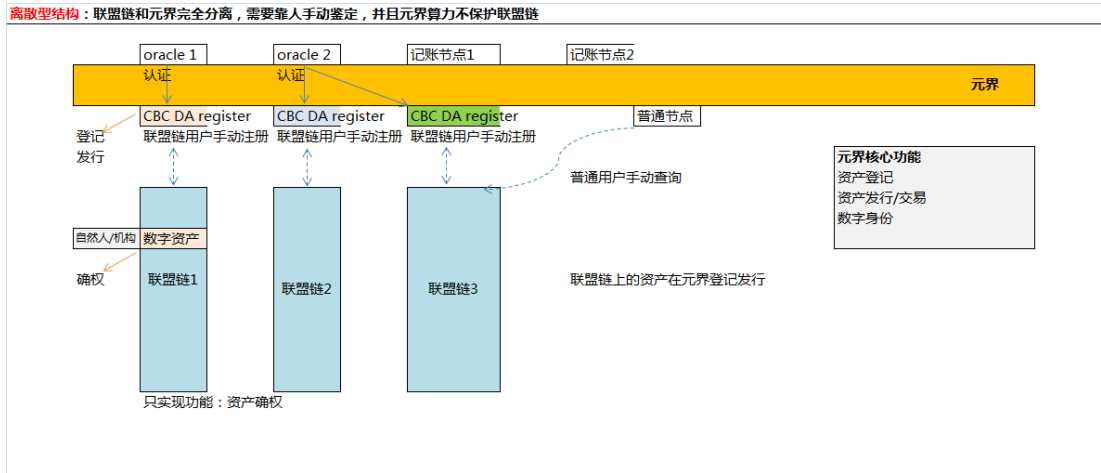 离散型结构：联盟链和元界完全分离，需要靠人手动鉴定，并且元界算力不保护联盟链
oracle 1
oracle 2
记账节点1
记账节点2
认证
认证
元界
CBC DA register
CBC DA register
CBC DA register
普通节点
登记
发行
联盟链用户手动注册
联盟链用户手动注册
联盟链用户手动注册
元界核心功能
资产登记
资产发行/交易
数字身份
普通用户手动查询
自然人/机构
数字资产
确权
联盟链1
联盟链2
联盟链3
联盟链上的资产在元界登记发行
只实现功能：资产确权